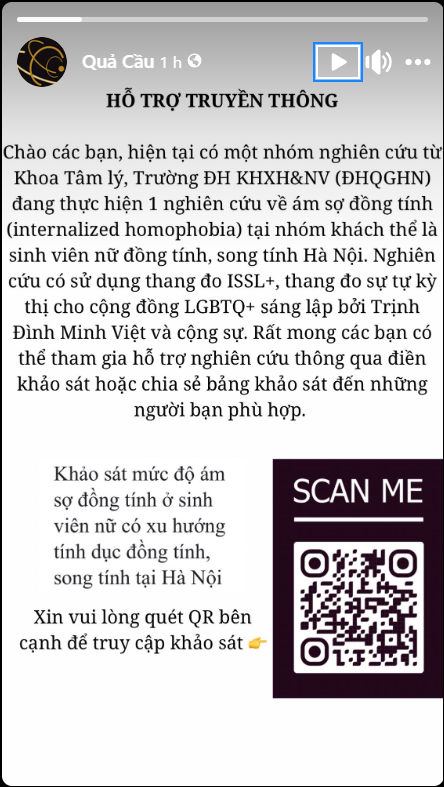 Quả Cầu 1 h
HỖ TRỢ TRUYỀN THÔNG
Chào các bạn, hiện tại có một nhóm nghiên cứu từ
Khoa Tâm lý, Trường ĐH KHXH&NV (ĐHQGHN)
đang thực hiện 1 nghiên cứu về ám sợ đồng tính
(internalized homophobia) tại nhóm khách thể là
sinh viên nữ đồng tính, song tính Hà Nội. Nghiên
cứu có sử dụng thang đo ISSL+, thang đo sự tự kỳ
thị cho cộng đồng LGBTQ+ sáng lập bởi Trịnh
Đình Minh Việt và cộng sự. Rất mong các bạn có
thể tham gia hỗ trợ nghiên cứu thông qua điền
khảo sát hoặc chia sẻ bảng khảo sát đến những
người bạn phù hợp.
Khảo sát mức độ ám
sợ đồng tính ở sinh
viên nữ có xu hướng
tính dục đồng tính,
song tính tại Hà Nội
Xin vui lòng quét QR bên
cạnh để truy cập khảo sát 👉
SCAN ME